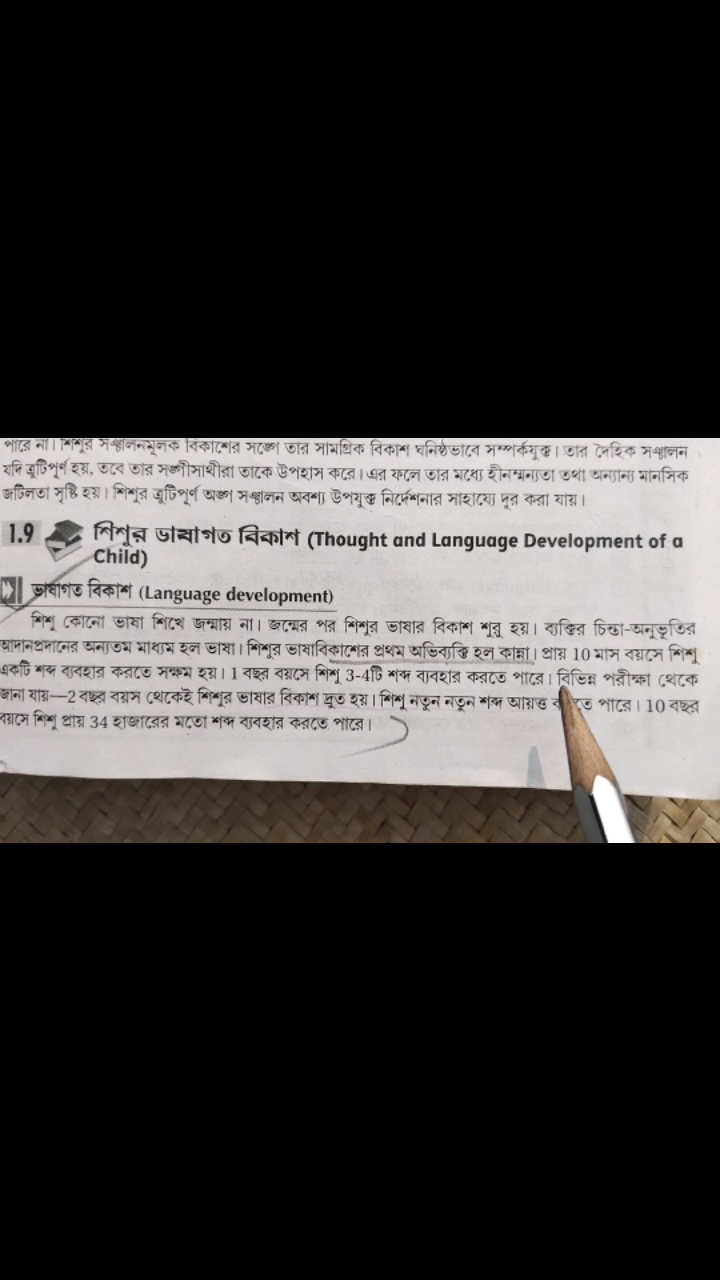 পারে না। শিশুর সঞ্চালনমূলক বিকাশের সঙ্গে তার সামগ্রিক বিকাশ ঘনিষ্ঠভাবে সম্পর্কযুক্ত। তার দৈহিক সঞ্চালন
যদি ত্রুটিপূর্ণ হয়, তবে তার সঙ্গীসাথীরা তাকে উপহাস করে। এর ফলে তার মধ্যে হীনম্মন্যতা তথা অন্যান্য মানসিক
জটিলতা সৃষ্টি হয়। শিশুর ত্রুটিপূর্ণ অঙ্গ সঞ্চালন অবশ্য উপযুক্ত নির্দেশনার সাহায্যে দূর করা যায়।
1.9 শিশুর ভাষাগত বিকাশ (Thought and Language Development of a
Child)
ভাষাগত বিকাশ (Language development)
শিশু কোনো ভাষা শিখে জন্মায় না। জন্মের পর শিশুর ভাষার বিকাশ শুরু হয়। ব্যক্তির চিন্তা-অনুভূতির
আদানপ্রদানের অন্যতম মাধ্যম হল ভাষা। শিশুর ভাষাবিকাশের প্রথম অভিব্যক্তি হল কান্না। প্রায় 10 মাস বয়সে শিশু
একটি শব্দ ব্যবহার করতে সক্ষম হয়। 1 বছর বয়সে শিশু 3-4টি শব্দ ব্যবহার করতে পারে। বিভিন্ন পরীক্ষা থেকে
জানা যায়—2 বছর বয়স থেকেই শিশুর ভাষার বিকাশ দ্রুত হয়। শিশু নতুন নতুন শব্দ আয়ত্ত পারে। 10 বছর
বয়সে শিশু প্রায় 34 হাজারের মতো শব্দ ব্যবহার করতে পারে।